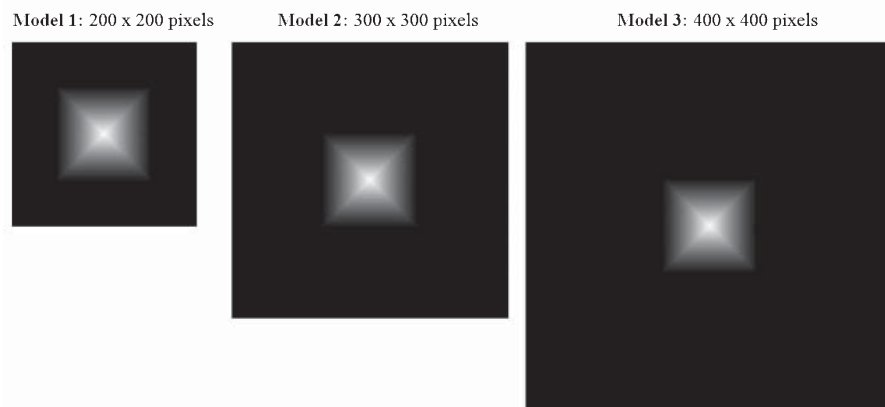 Model 1: 200 x 200 pixels
Model 2: 300 x 300 pixels
Model 3: 400 x 400 pixels